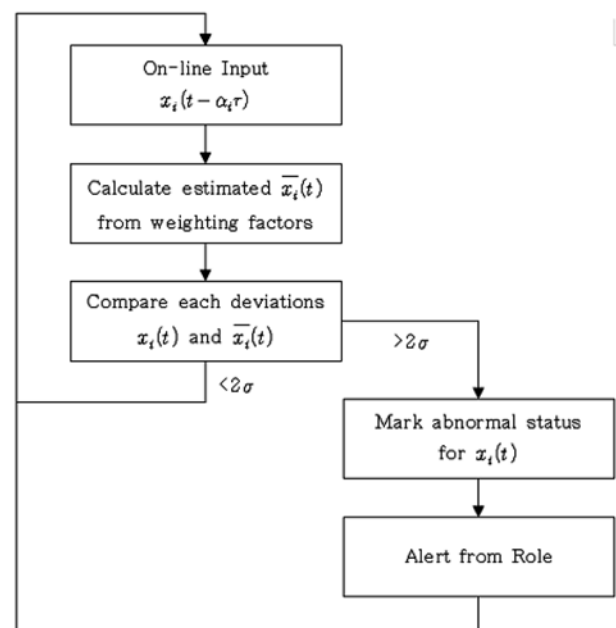 On-line Input
x_i(t − α_iτ)
Calculate estimated x̄_i(t)
from weighting factors
Compare each deviations
x_i(t) and x̄_i(t)
>2σ
<2σ
Mark abnormal status
for x_i(t)
Alert from Role